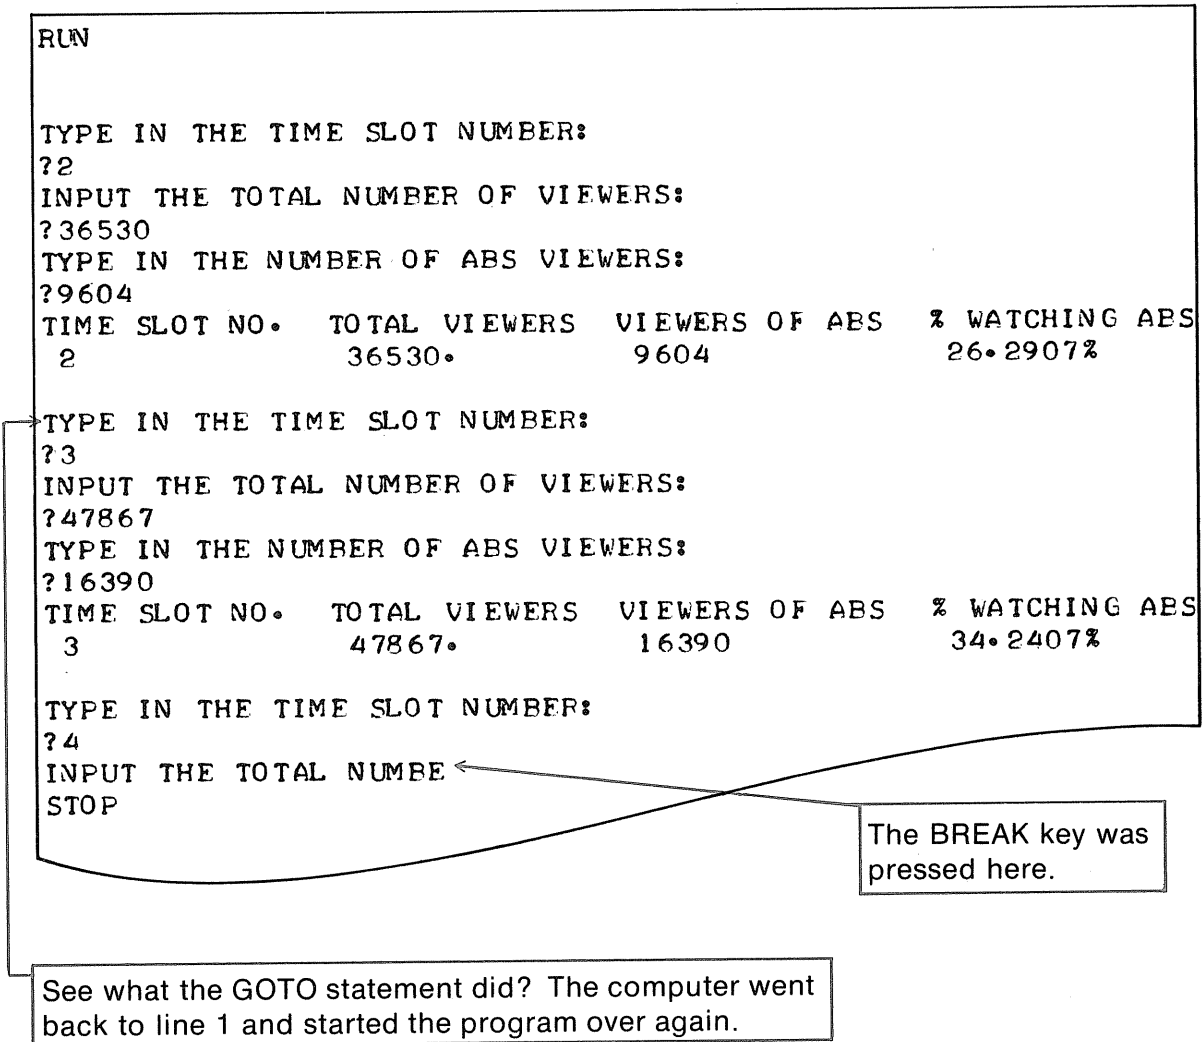 RUN
TYPE IN THE TIME SLOT NUMBER:
?2
INPUT THE TOTAL NUMBER OF VIEWERS:
?36530
TYPE IN THE NUMBER OF ABS VIEWERS:
?9604
TIME SLOT NO. TOTAL VIEWERS VIEWERS OF ABS % WATCHING ABS
2 36530. 9604 26.2907%
TYPE IN THE TIME SLOT NUMBER:
?3
INPUT THE TOTAL NUMBER OF VIEWERS:
?47867
TYPE IN THE NUMBER OF ABS VIEWERS:
?16390
TIME SLOT NO. TOTAL VIEWERS VIEWERS OF ABS % WATCHING ABS
3 47867. 16390 34.2407%
TYPE IN THE TIME SLOT NUMBER:
?4
INPUT THE TOTAL NUMBE
STOP
The BREAK key was
pressed here.
See what the GOTO statement did? The computer went
back to line 1 and started the program over again.